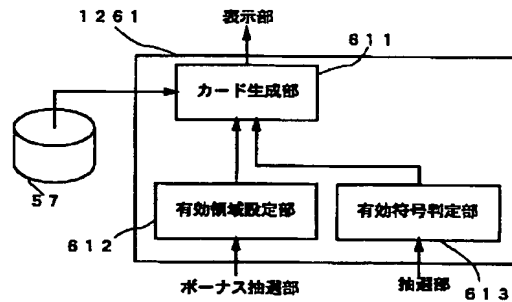 1261
表示部
611
カード生成部
57
有効領域設定部
有効符号判定部
612
ボーナス抽選部
抽選部
613